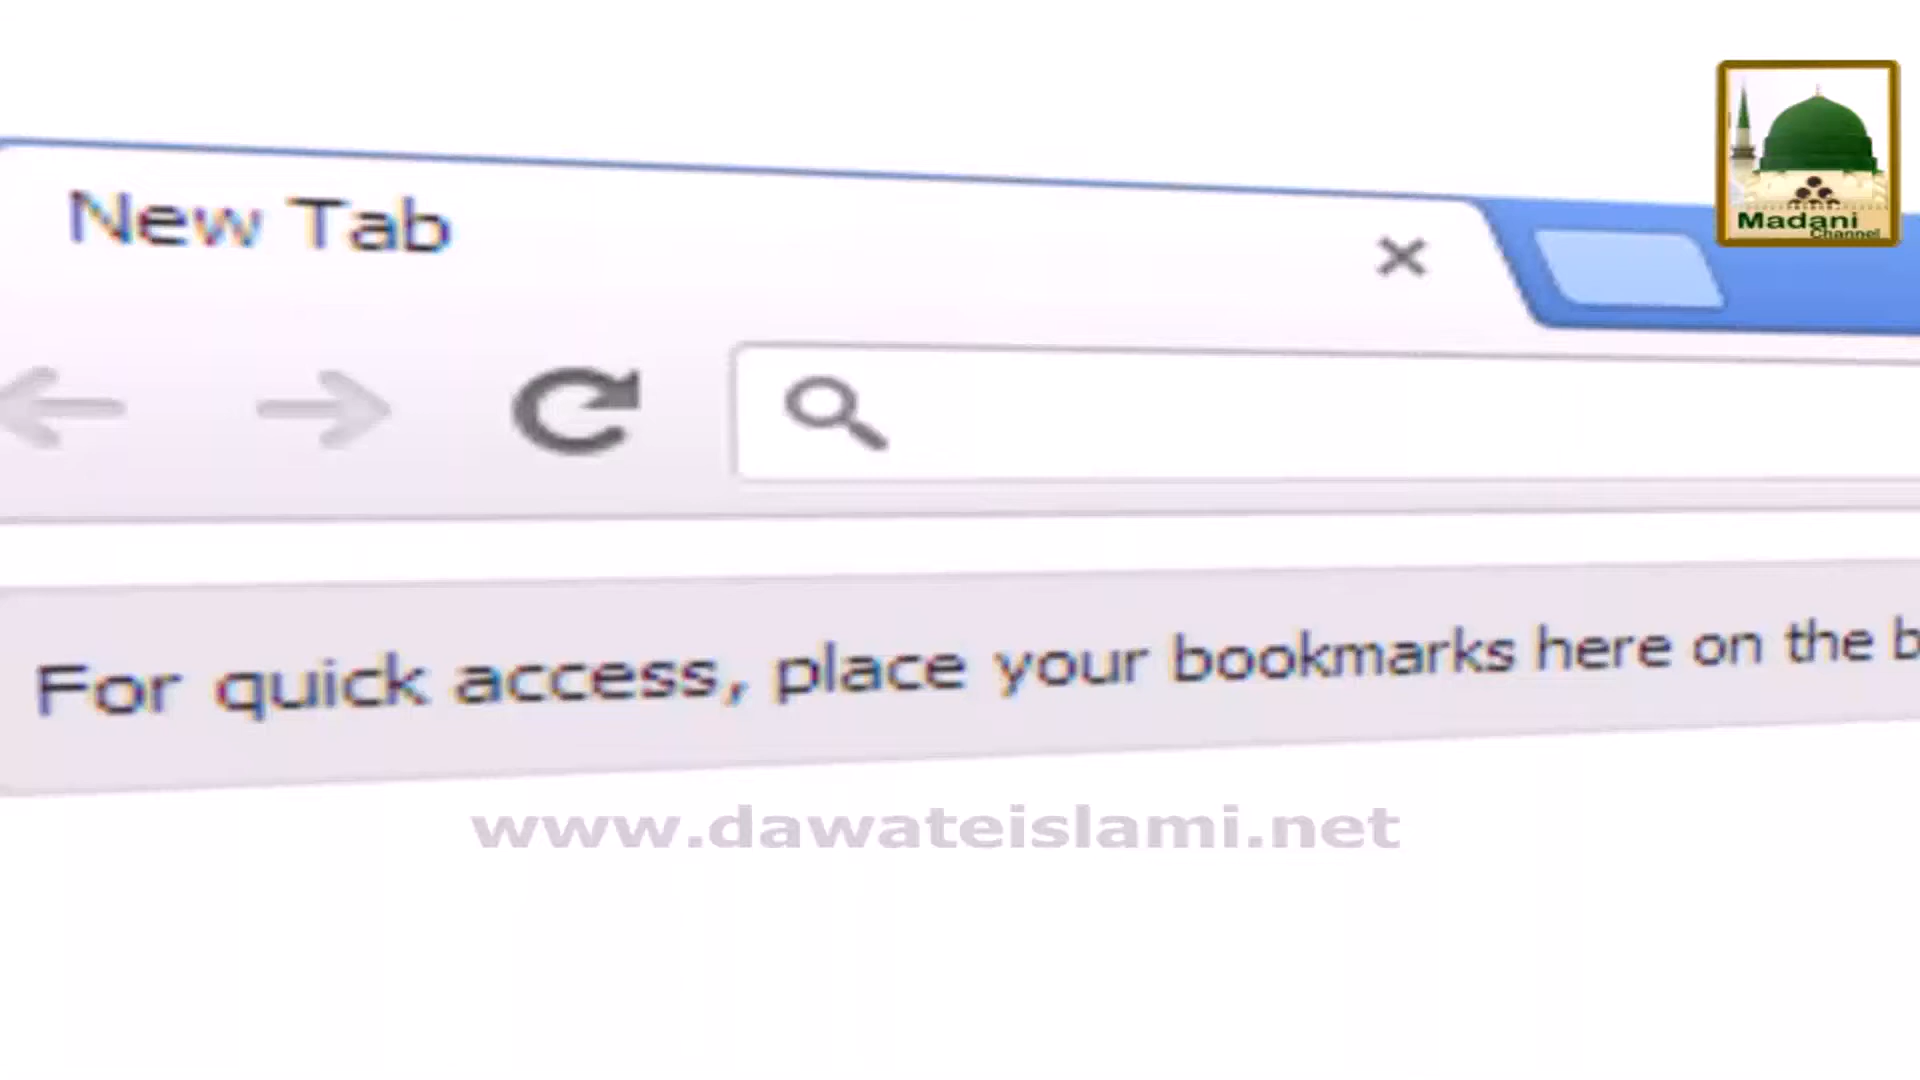 New Tab
Madani
Channel
For quick access, place your bookmarks here on the b
www.dawateislami.net